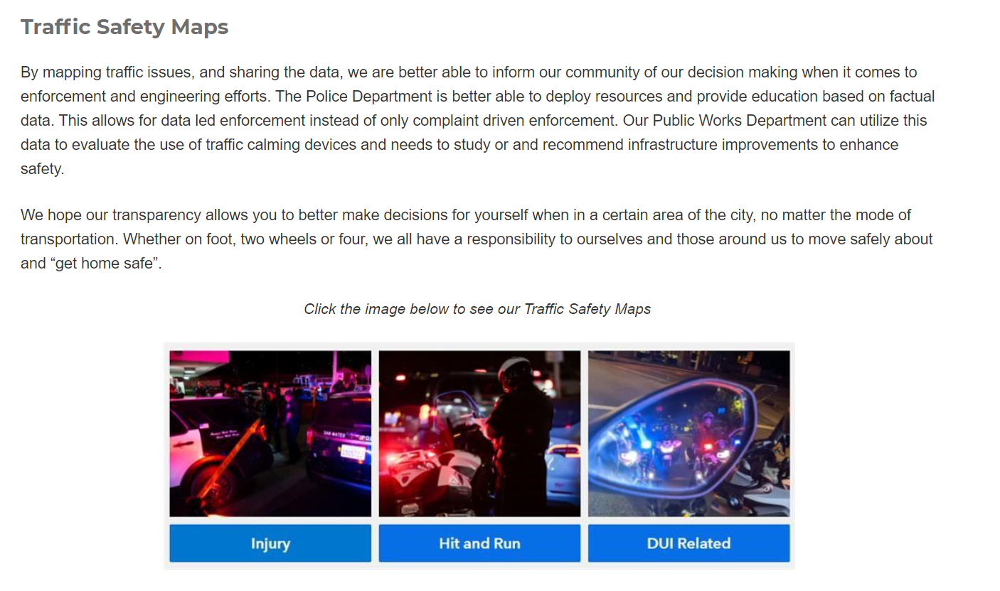 Traffic Safety Maps
By mapping traffic issues, and sharing the data, we are better able to inform our community of our decision making when it comes to
enforcement and engineering efforts. The Police Department is better able to deploy resources and provide education based on factual
data. This allows for data led enforcement instead of only complaint driven enforcement. Our Public Works Department can utilize this
data to evaluate the use of traffic calming devices and needs to study or and recommend infrastructure improvements to enhance
safety.
We hope our transparency allows you to better make decisions for yourself when in a certain area of the city, no matter the mode of
transportation. Whether on foot, two wheels or four, we all have a responsibility to ourselves and those around us to move safely about
and “get home safe”.
Click the image below to see our Traffic Safety Maps
SAN MATEO
Injury
Hit and Run
DUI Related